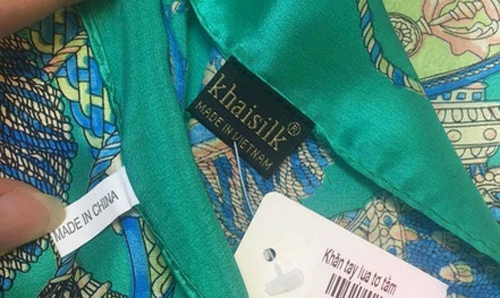 khaisilk®
MADE IN VIETNAM
MADE IN CHINA
Khăn tay lụa tơ tằm